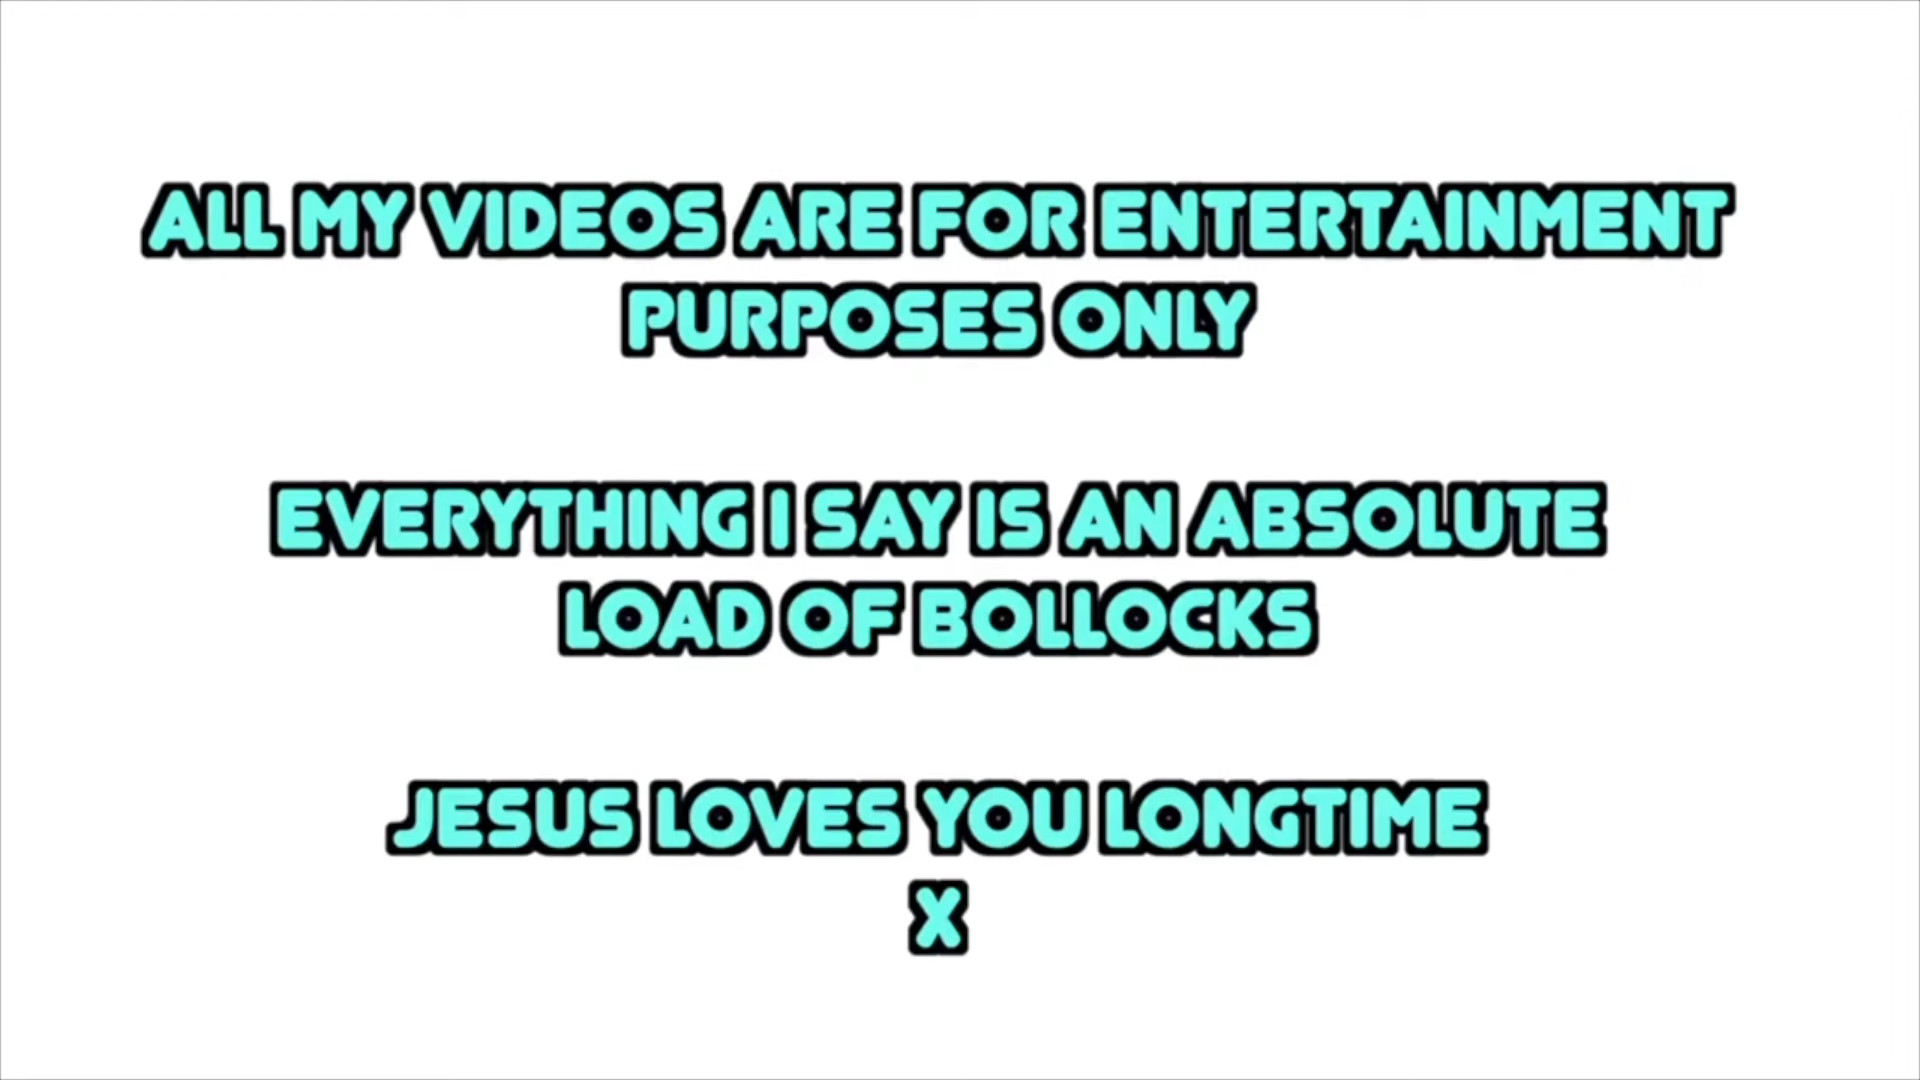 ALL MY VIDEOS ARE FOR ENTERTAINMENT
PURPOSES ONLY
EVERYTHING I SAY IS AN ABSOLUTE
LOAD OF BOLLOCKS
JESUS LOVES YOU LONGTIME
X